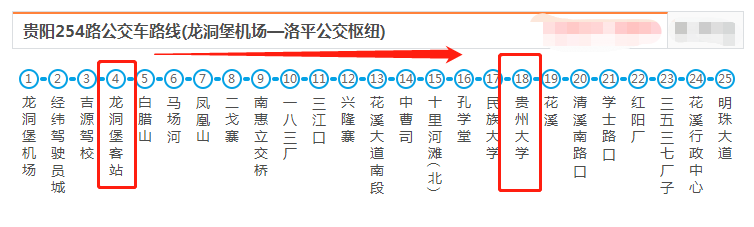 贵阳254路公交车路线(龙洞堡机场—洛平公交枢纽)
1 龙洞堡机场
2 经纬驾驶员城
3 吉源驾校
4 龙洞堡客站
5 白腊山
6 马场河
7 凤凰山
8 二戈寨
9 南惠立交桥
10 一八三厂
11 三江口
12 兴隆寨
13 花溪大道南段
14 中曹司
15 十里河滩(北)
16 孔学堂
17 民族大学
18 贵州大学
19 花溪
20 清溪南路口
21 学士路口
22 红阳厂
23 三五三七厂子
24 花溪行政中心
25 明珠大道